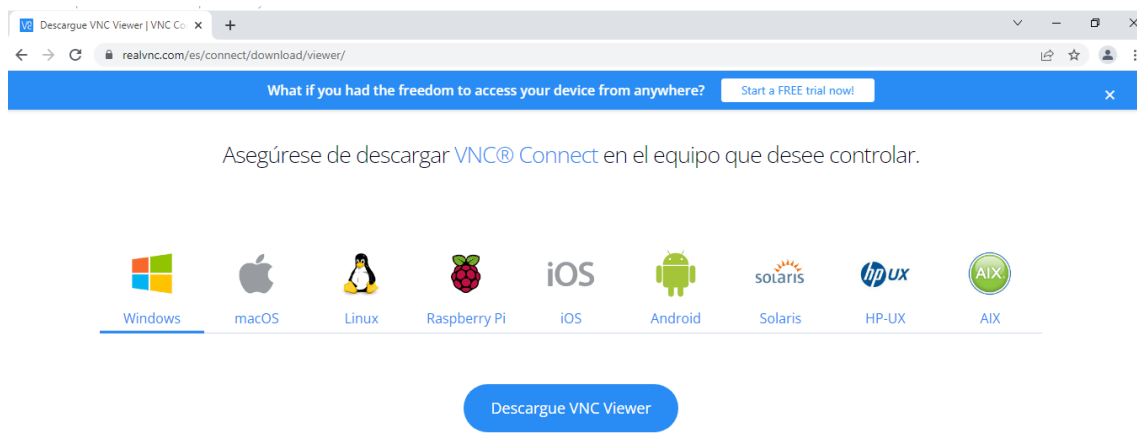 Descargue VNC Viewer | VNC Co
realvnc.com/es/connect/download/viewer/
What if you had the freedom to access your device from anywhere? Start a FREE trial now!
Asegúrese de descargar VNC® Connect en el equipo que desee controlar.
iOS solaris hp UX AIX
Windows macOS Linux Raspberry Pi iOS Android Solaris HP-UX AIX
Descargue VNC Viewer